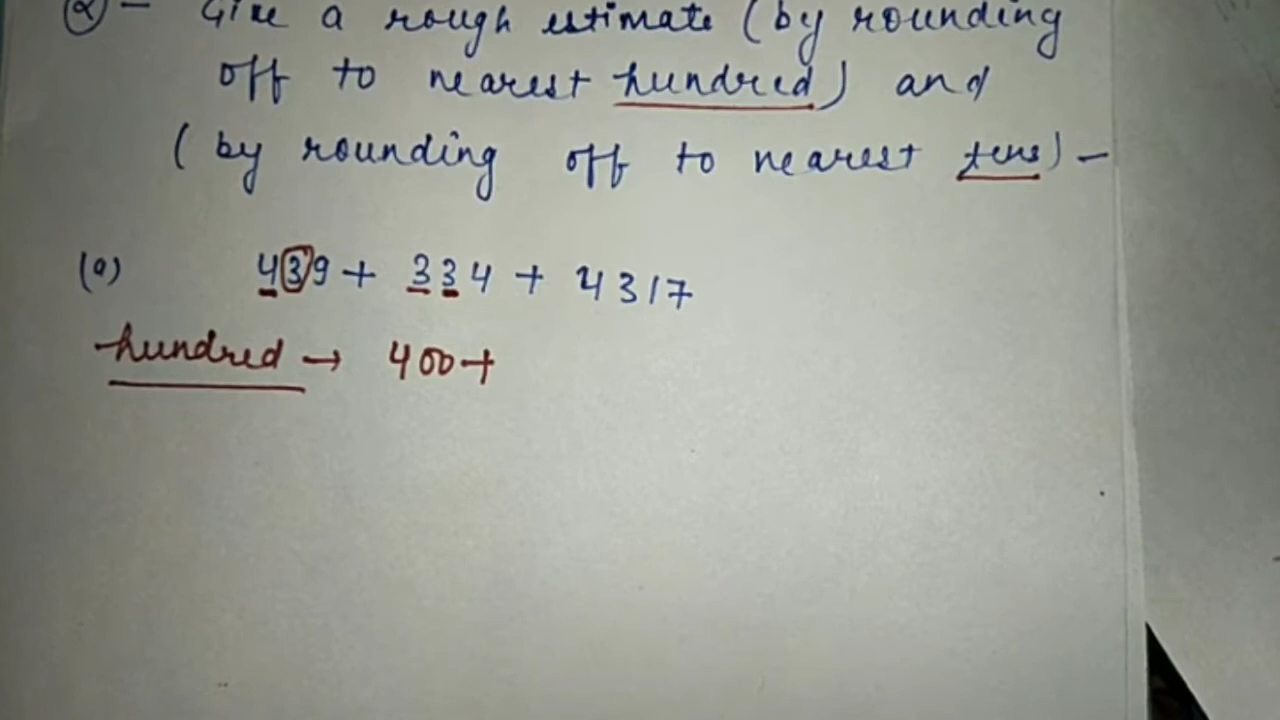 ② - Give a rough estimate (by rounding
off to nearest hundred) and
(by rounding off to nearest tens) -
(a) 439 + 334 + 4317
hundred → 400+